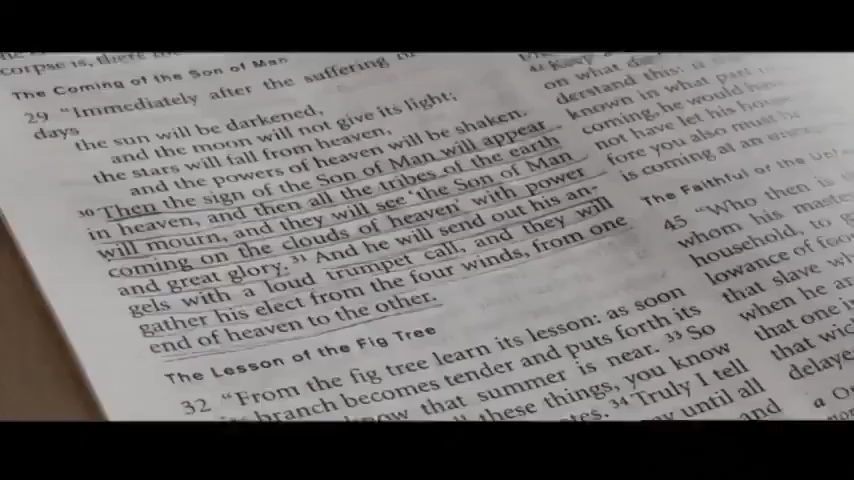 corpse is, there
The Coming of the Son of Man
29 "Immediately after the suffering
days
the sun will be darkened,
and the moon will not give its light;
the stars will fall from heaven,
and the powers of heaven will be shaken.
30 Then the sign of the Son of Man will appear
in heaven, and then all the tribes of the earth
will mourn, and they will see 'the Son of Man
coming on the clouds of heaven' with power
and great glory. 31 And he will send out his an-
gels with a loud trumpet call, and they will
gather his elect from the four winds, from one
end of heaven to the other.
The Lesson of the Fig Tree
32 "From the fig tree learn its lesson: as soon
branch becomes tender and puts forth its
that summer is near. 33 So
these things, you know
34 Truly I tell
until all
and
on what
derstand this:
known in what part
coming, he would
not have let his
fore you also must
is coming at an
The Faithful or the
45 "Who then is
whom his
household, to
lowance of
that slave
when he
that one
that
a